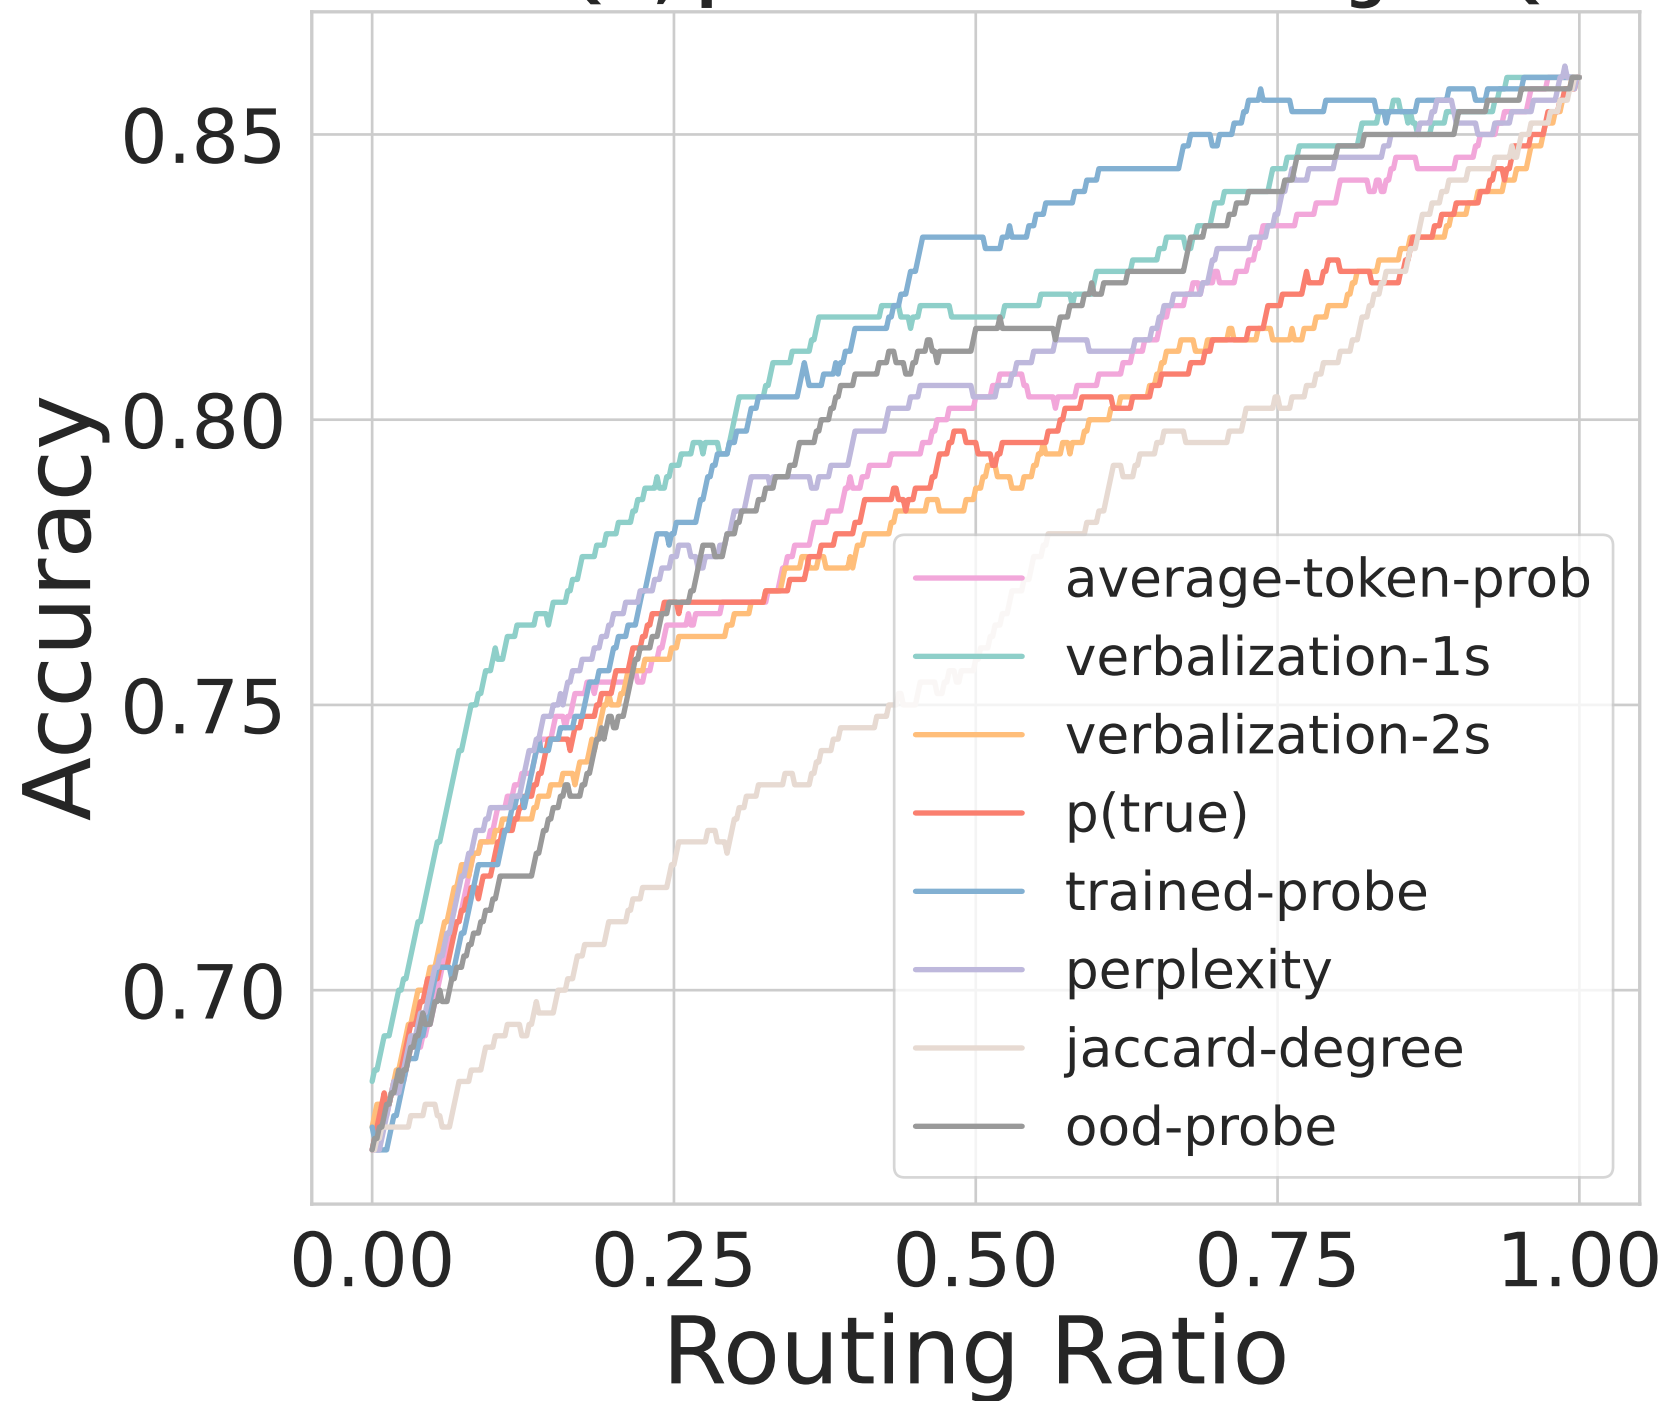 0.85
0.80
0.75
0.70
Accuracy
0.00 0.25 0.50 0.75 1.00
Routing Ratio
average-token-prob
verbalization-1s
verbalization-2s
p(true)
trained-probe
perplexity
jaccard-degree
ood-probe